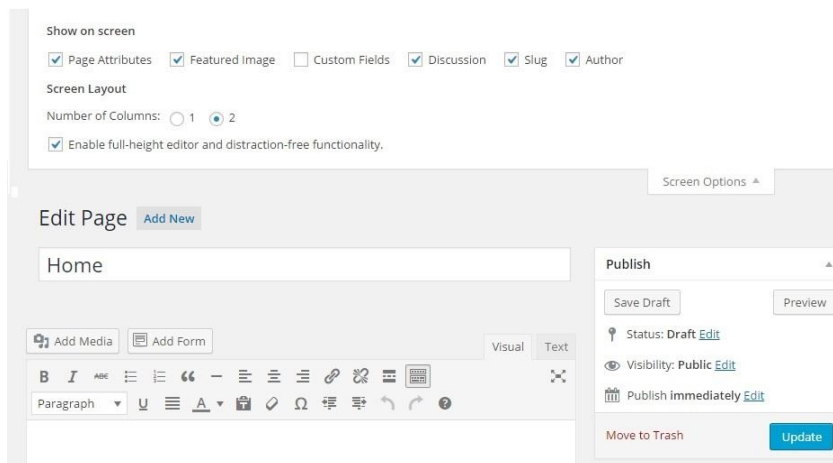 Show on screen
Page Attributes Featured Image Custom Fields Discussion Slug Author
Screen Layout
Number of Columns: 1 2
Enable full-height editor and distraction-free functionality.
Screen Options
Edit Page Add New
Home
Publish
Save Draft Preview
Add Media Add Form
Visual Text
Status: Draft Edit
B I ABC
Visibility: Public Edit
Paragraph U A Ω
Publish immediately Edit
Move to Trash Update